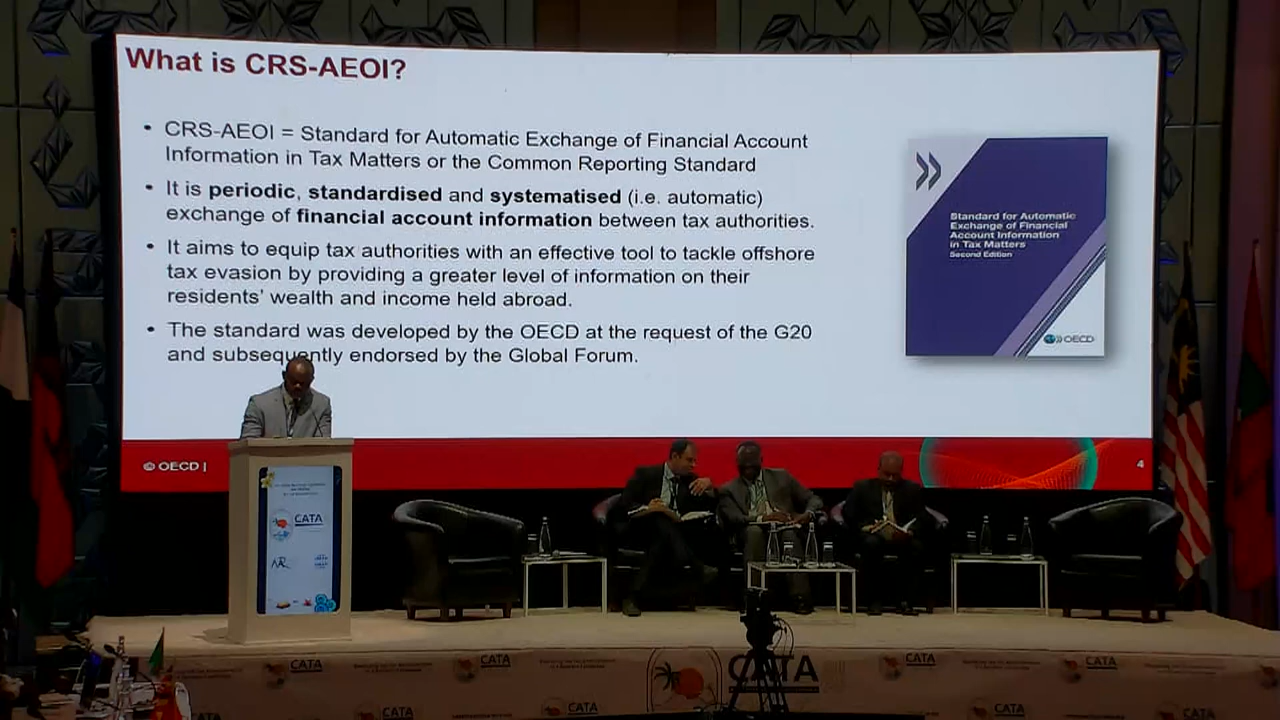 What is CRS-AEOI?
• CRS-AEOI = Standard for Automatic Exchange of Financial Account
Information in Tax Matters or the Common Reporting Standard
• It is periodic, standardised and systematised (i.e. automatic)
exchange of financial account information between tax authorities.
• It aims to equip tax authorities with an effective tool to tackle offshore
tax evasion by providing a greater level of information on their
residents' wealth and income held abroad.
• The standard was developed by the OECD at the request of the G20
and subsequently endorsed by the Global Forum.
Standard for Automatic
Exchange of Financial
Account Information
in Tax Matters
Second Edition
OECD
OECD |
4
CATA
CATA
CATA
CATA
CATA
CATA
CATA
CATA
CATA